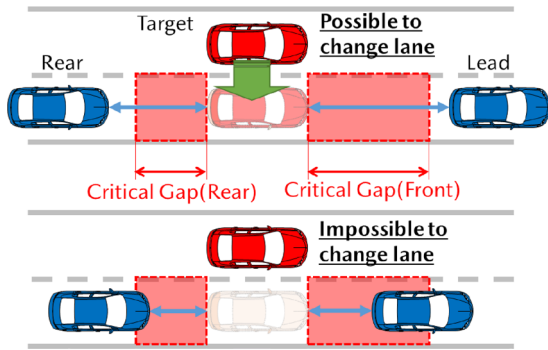 Target
Possible to
change lane
Rear
Lead
Critical Gap(Rear)
Critical Gap(Front)
Impossible to
change lane